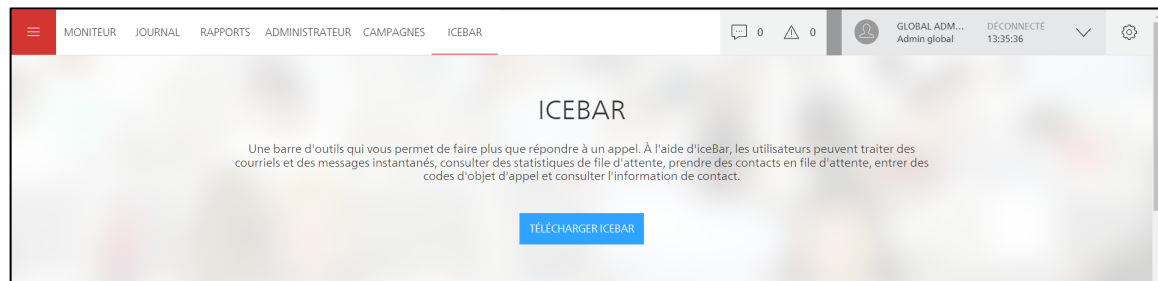 MONITEUR JOURNAL RAPPORTS ADMINISTRATEUR CAMPAGNES ICEBAR 0 0 GLOBAL ADM... DÉCONNECTÉ
Admin global 13:35:36
ICEBAR
Une barre d'outils qui vous permet de faire plus que répondre à un appel. À l'aide d'iceBar, les utilisateurs peuvent traiter des
courriels et des messages instantanés, consulter des statistiques de file d'attente, prendre des contacts en file d'attente, entrer des
codes d'objet d'appel et consulter l'information de contact.
TÉLÉCHARGER ICEBAR